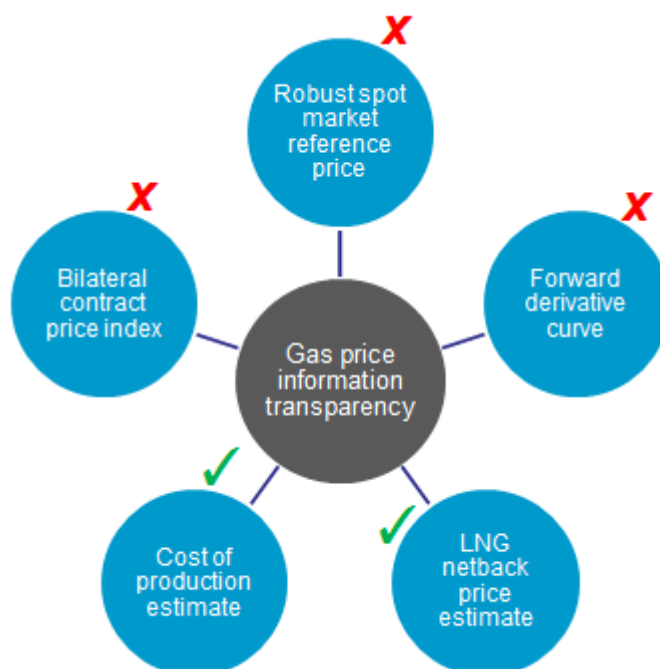 X
Robust spot
market
reference
price
X
Bilateral
contract
price index
X
Forward
derivative
curve
Gas price
information
transparency
✓
Cost of
production
estimate
✓
LNG
netback
price
estimate